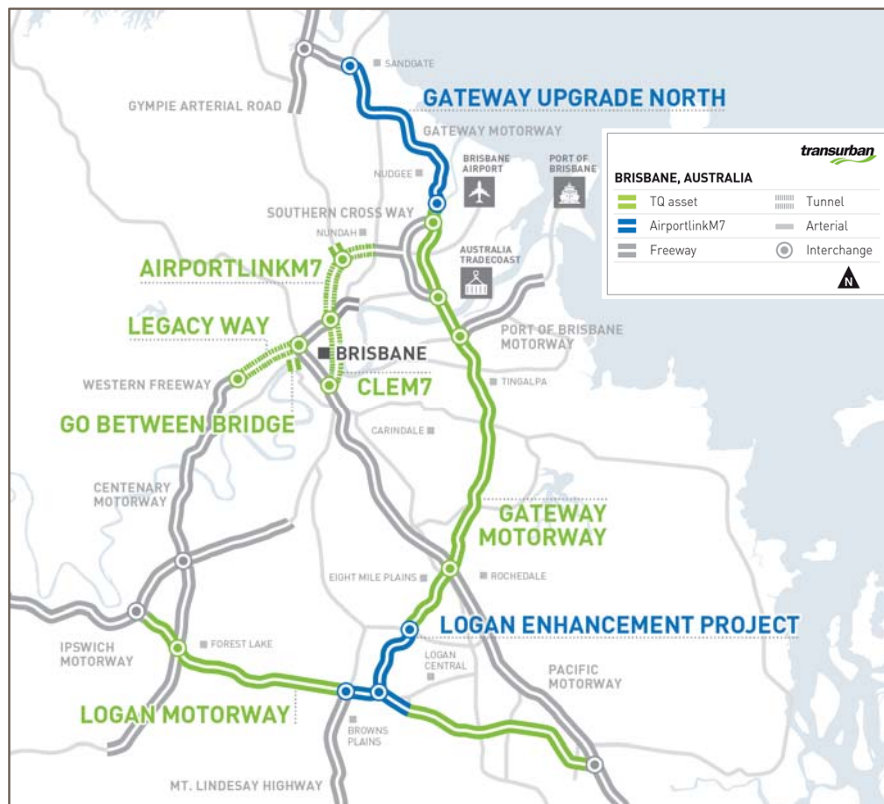 SANDGATE
GYMPIE ARTERIAL ROAD
GATEWAY UPGRADE NORTH
GATEWAY MOTORWAY
BRISBANE
AIRPORT
PORT OF
BRISBANE
NUDGEE
SOUTHERN CROSS WAY
NUNDAH
AUSTRALIA
TRADECOAST
AIRPORTLINKM7
LEGACY WAY
BRISBANE
PORT OF BRISBANE
MOTORWAY
WESTERN FREEWAY
CLEM7
TINGALPA
GO BETWEEN BRIDGE
CARINDALE
CENTENARY
MOTORWAY
GATEWAY
MOTORWAY
EIGHT MILE PLAINS
ROCHEDALE
LOGAN ENHANCEMENT PROJECT
IPSWICH
MOTORWAY
FOREST LAKE
LOGAN
CENTRAL
PACIFIC
MOTORWAY
LOGAN MOTORWAY
BROWNS
PLAINS
MT. LINDESAY HIGHWAY
transurban
BRISBANE, AUSTRALIA
TQ asset
Tunnel
AirportlinkM7
Arterial
Freeway
Interchange
N